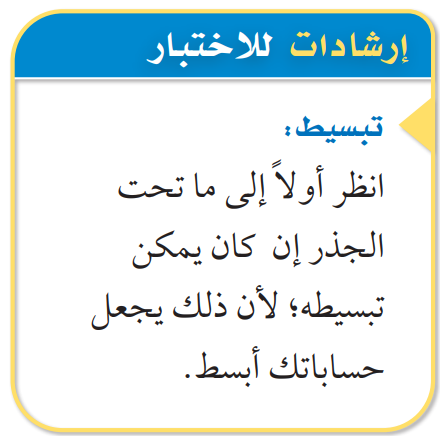 إرشادات للاختبار
تبسيط:
انظر أولاً إلى ما تحت
الجذر إن كان يمكن
تبسيطه؛ لأن ذلك يجعل
حساباتك أبسط.